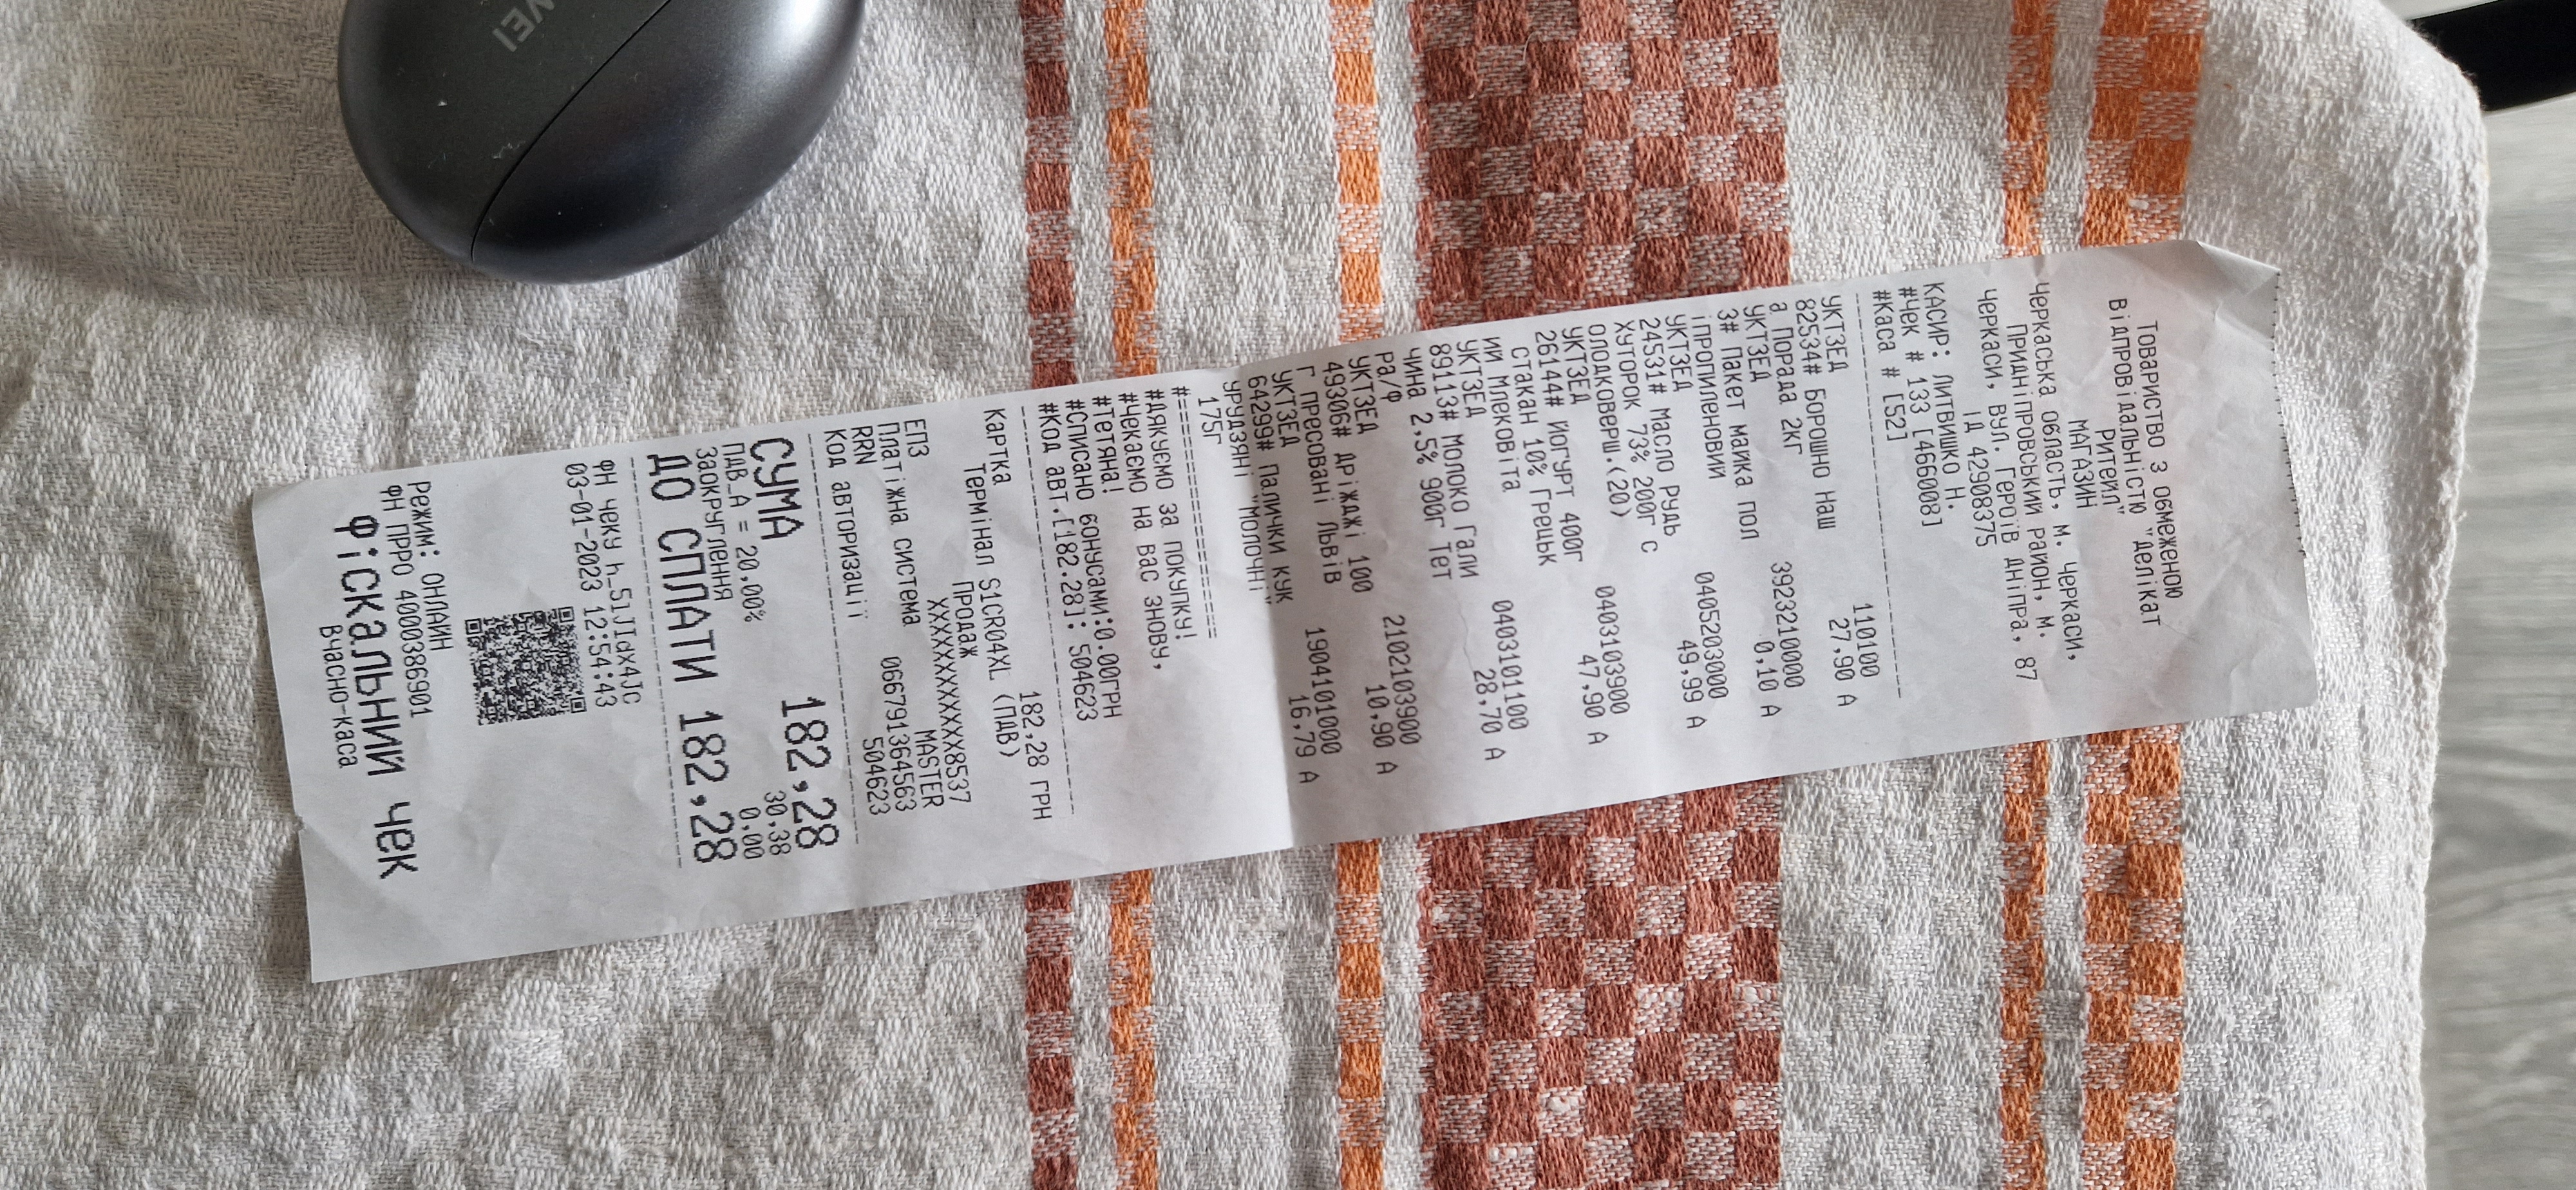 ТОВАРИСТВО З ОБМЕЖЕНОЮ
ВІДПРОВІДАЛЬНІСТЮ "ДЕЛІКАТ
РИТЕЙЛ"
МАГАЗИН
Черкаська область, м. Черкаси,
Придніпровський район, м.
Черкаси, вул. Героїв Дніпра, 87
ІД 42908375
КАСИР: Литвишко Н.
#Чек # 133 [466008]
#Каса # [52]
УКТЗЕД 110100
82534# Борошно Наш 27,90 А
а Порада 2кг
УКТЗЕД 3923210000
3# Пакет майка пол 0,10 А
іпропиленовий
УКТЗЕД 0405203000
24531# Масло Рудь 49,99 А
Хуторок 73% 200г с
олодковерш.(20)
УКТЗЕД 0403103900
26144# Йогурт 400г 47,90 А
стакан 10% Грецьк
ий Млековіта
УКТЗЕД 0403101100
89113# Молоко Гали 28,70 А
чина 2.5% 900г Тет
ра/ф
УКТЗЕД 2102103900
49306# Дріжджі 100 10,90 А
г пресовані Львів
УКТЗЕД 1904101000
64299# Палички кук 16,79 А
урудзяні "Молочні"
175г
#========================
#Дякуємо за покупку!
#Чекаємо на Вас знову,
#Тетяна!
#Списано бонусами:0.00ГРН
#Код авт.[182.28]: 504623
Картка 182,28 ГРН
Термінал S1CR04XL (ПДВ)
Продаж
ЕПЗ XXXXXXXXXXXX8537
Платіжна система MASTER
RRN 066791364563
Код авторизації 504623
СУМА 182,28
ПДВ_А = 20,00% 30,38
Заокруглення 0,00
ДО СПЛАТИ 182,28
ФН чеку h_51JIdx4Jc
03-01-2023 12:54:43
Режим: ОНЛАЙН
ФН ПРРО 4000386901
Фіскальний чек
Вчасно-каса